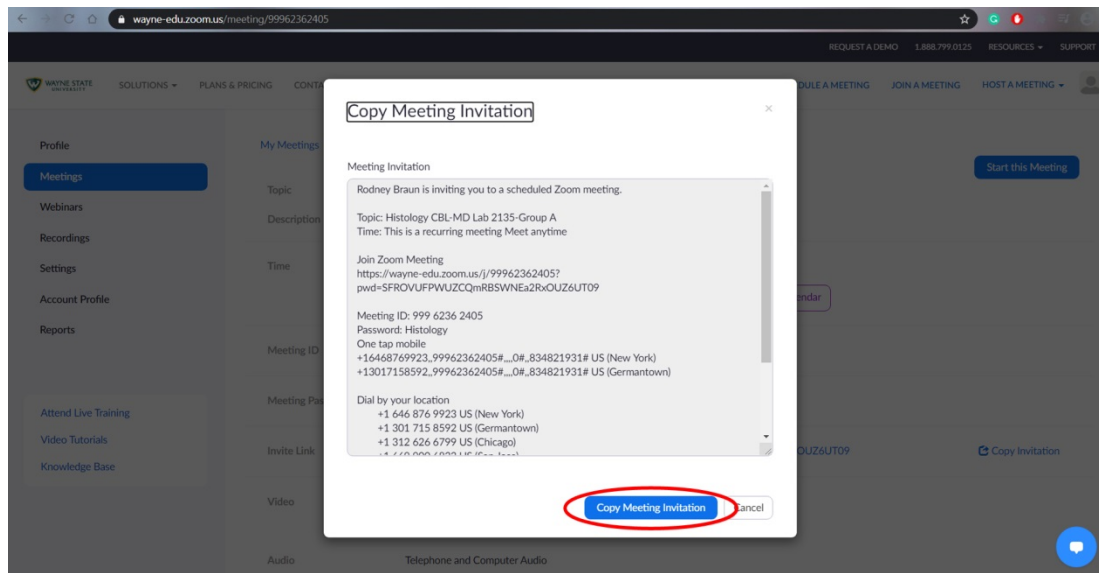 wayne-edu.zoom.us/meeting/99962362405
REQUEST A DEMO 1.888.799.0125 RESOURCES SUPPORT
WAYNE STATE
UNIVERSITY
SOLUTIONS PLANS & PRICING CONTA DULE A MEETING JOIN A MEETING HOST A MEETING
Copy Meeting Invitation
×
Profile
My Meetings
Start this Meeting
Meetings
Meeting Invitation
Rodney Braun is inviting you to a scheduled Zoom meeting.
Topic
Webinars
Topic: Histology CBL-MD Lab 2135-Group A
Description
Time: This is a recurring meeting Meet anytime
Recordings
Join Zoom Meeting
Settings
Time
https://wayne-edu.zoom.us/j/99962362405?
pwd=SFROVUFPWUZCQmRBSWNEa2RxOUZ6UT09
Account Profile
endar
Meeting ID: 999 6236 2405
Reports
Password: Histology
One tap mobile
Meeting ID
+16468769923,,99962362405#,,,,0#,,834821931# US (New York)
+13017158592,,99962362405#,,,,0#,,834821931# US (Germantown)
Meeting Pas
Dial by your location
Attend Live Training
+1 646 876 9923 US (New York)
+1 301 715 8592 US (Germantown)
Video Tutorials
+1 312 626 6799 US (Chicago)
Invite Link
OUZ6UT09
Copy Invitation
Knowledge Base
Video
Copy Meeting Invitation
Cancel
Audio
Telephone and Computer Audio